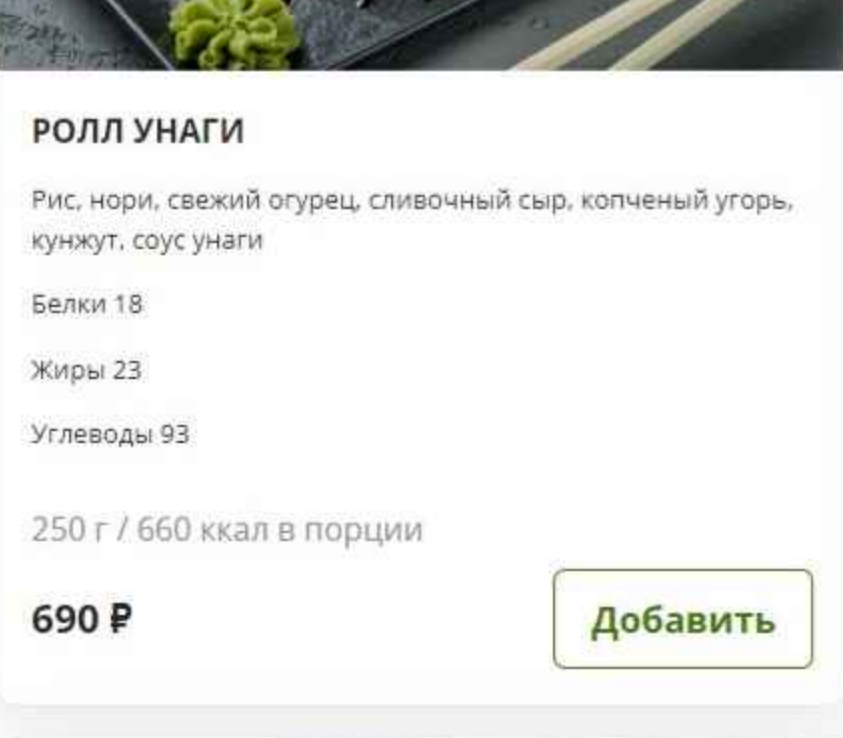 РОЛЛ УНАГИ
Рис, нори, свежий огурец, сливочный сыр, копченый угорь,
кунжут, соус унаги
Белки 18
Жиры 23
Углеводы 93
250 г / 660 ккал в порции
690 ₽
Добавить